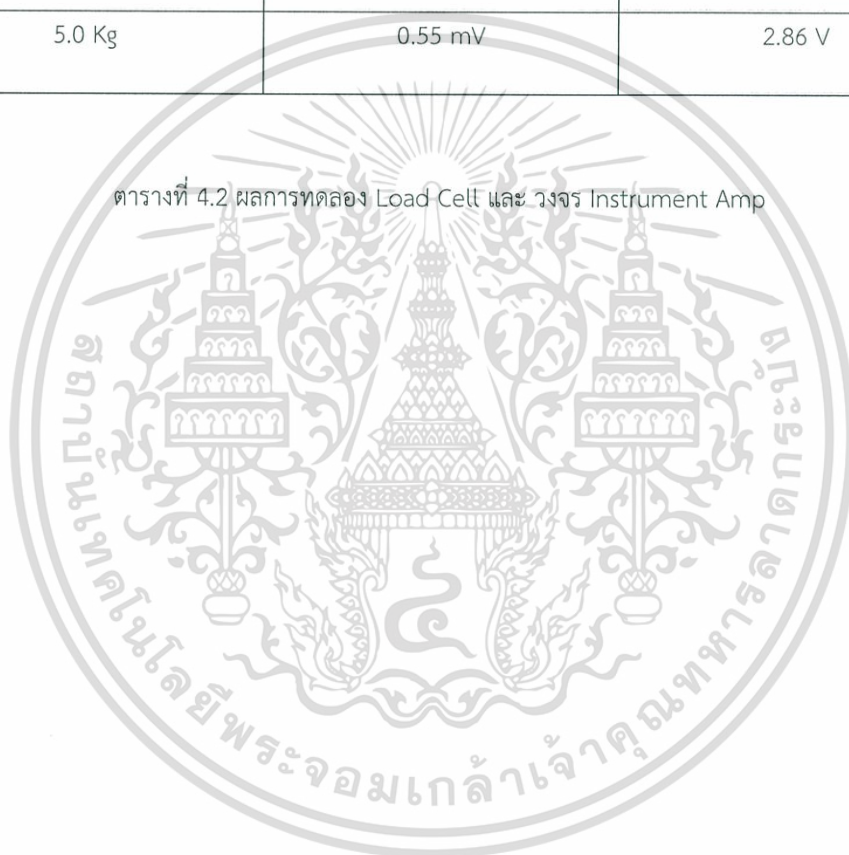 5.0 Kg 0.55 mV 2.86 V
ตารางที่ 4.2 ผลการทดลอง Load Cell และ วงจร Instrument Amp
สถาบันเทคโนโลยีพระจอมเกล้าเจ้าคุณทหารลาดกระบัง